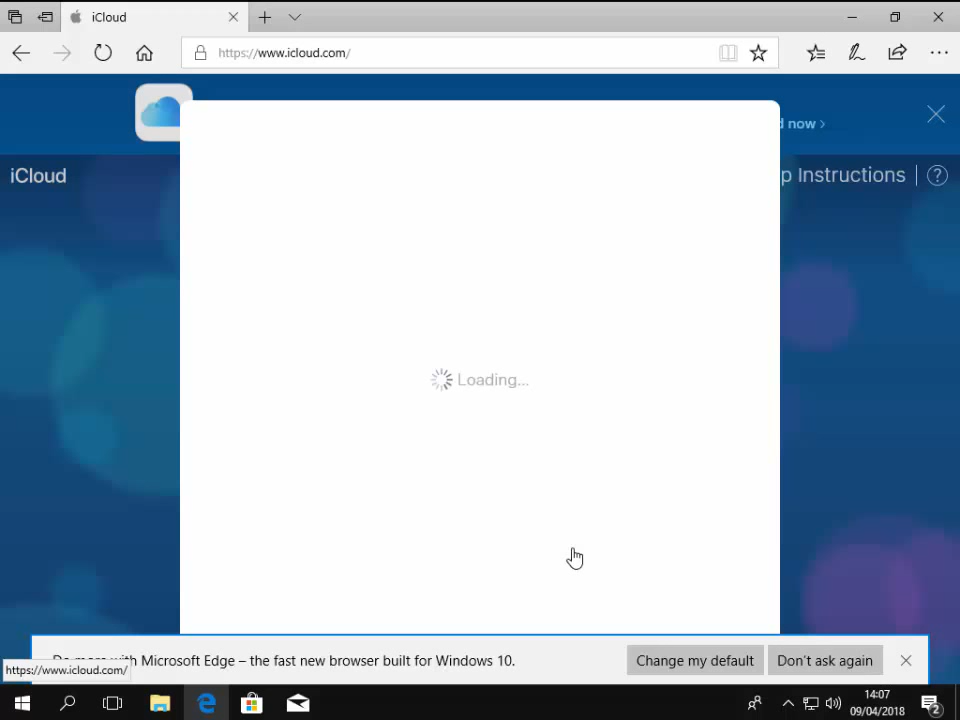 iCloud
https://www.icloud.com/
d now ›
iCloud
p Instructions
?
Loading...
Microsoft Edge – the fast new browser built for Windows 10.
Change my default
Don't ask again
https://www.icloud.com/
14:07
09/04/2018
2